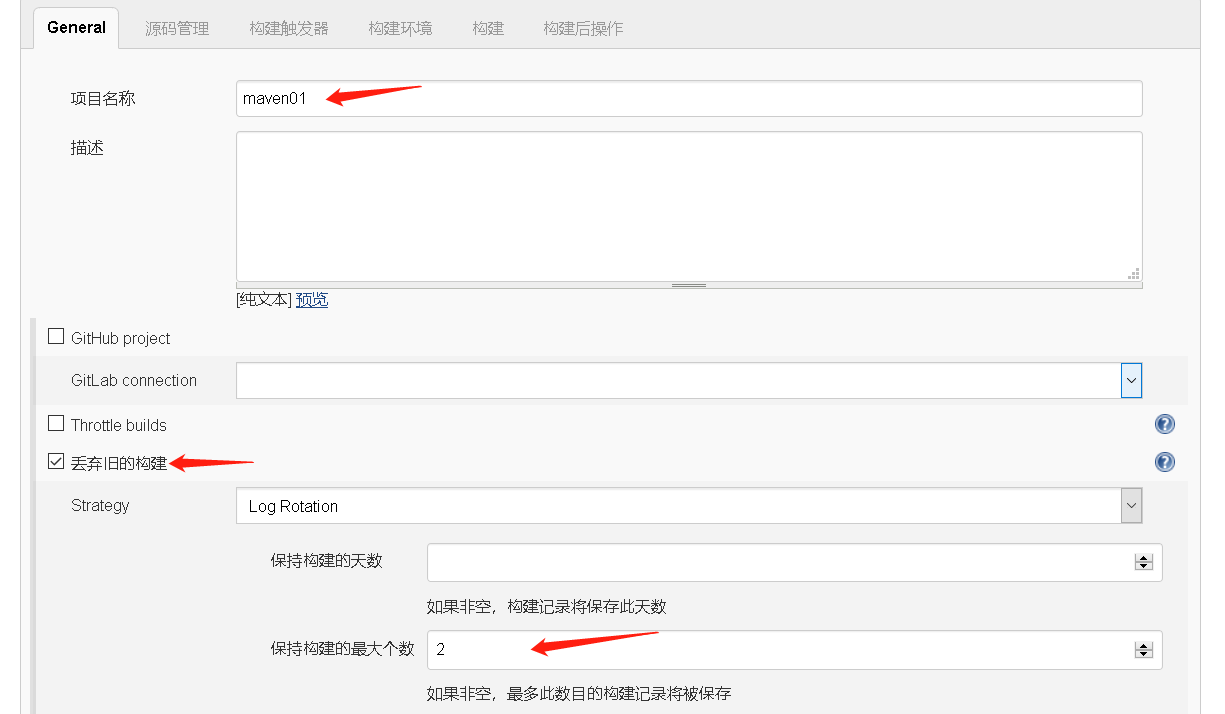 General 源码管理 构建触发器 构建环境 构建 构建后操作
项目名称 maven01
描述
[纯文本] 预览
GitHub project
GitLab connection
Throttle builds
丢弃旧的构建
Strategy Log Rotation
保持构建的天数
如果非空，构建记录将保存此天数
保持构建的最大个数 2
如果非空，最多此数目的构建记录将被保存